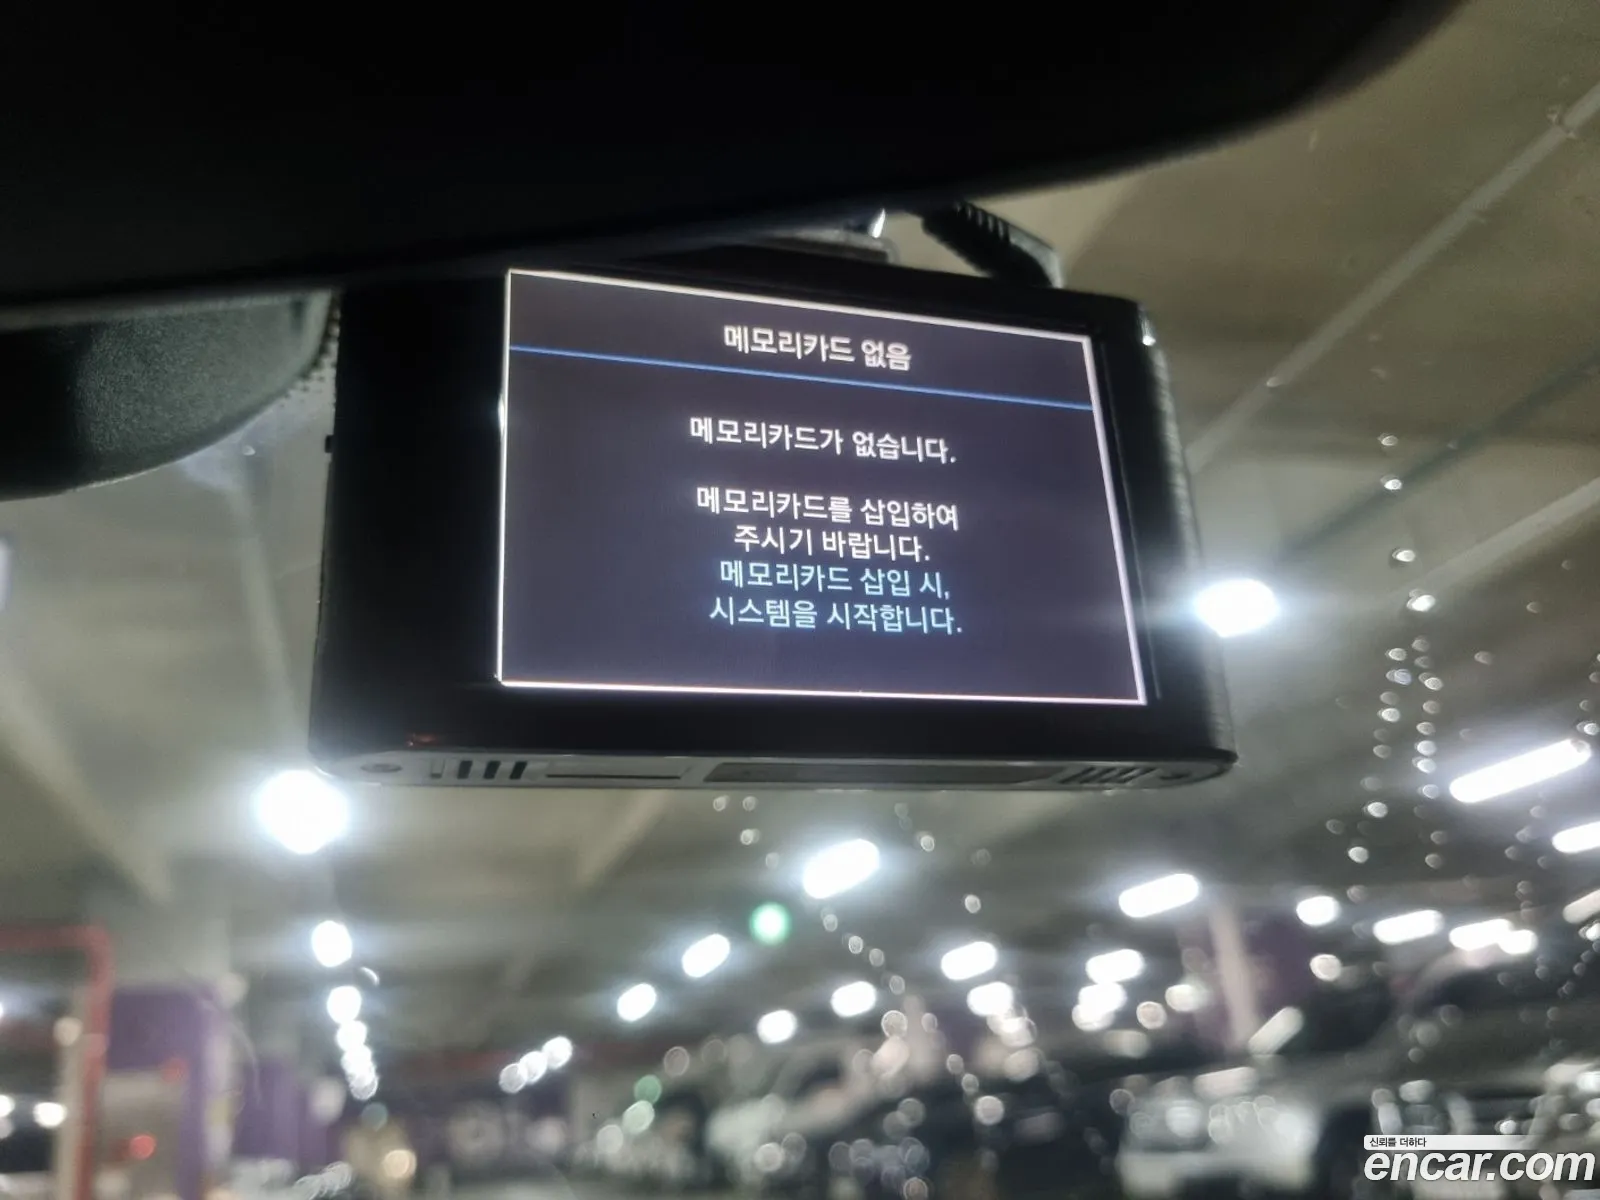 메모리카드 없음
메모리카드가 없습니다.
메모리카드를 삽입하여
주시기 바랍니다.
메모리카드 삽입 시,
시스템을 시작합니다.
신뢰를 더하다
encar.com